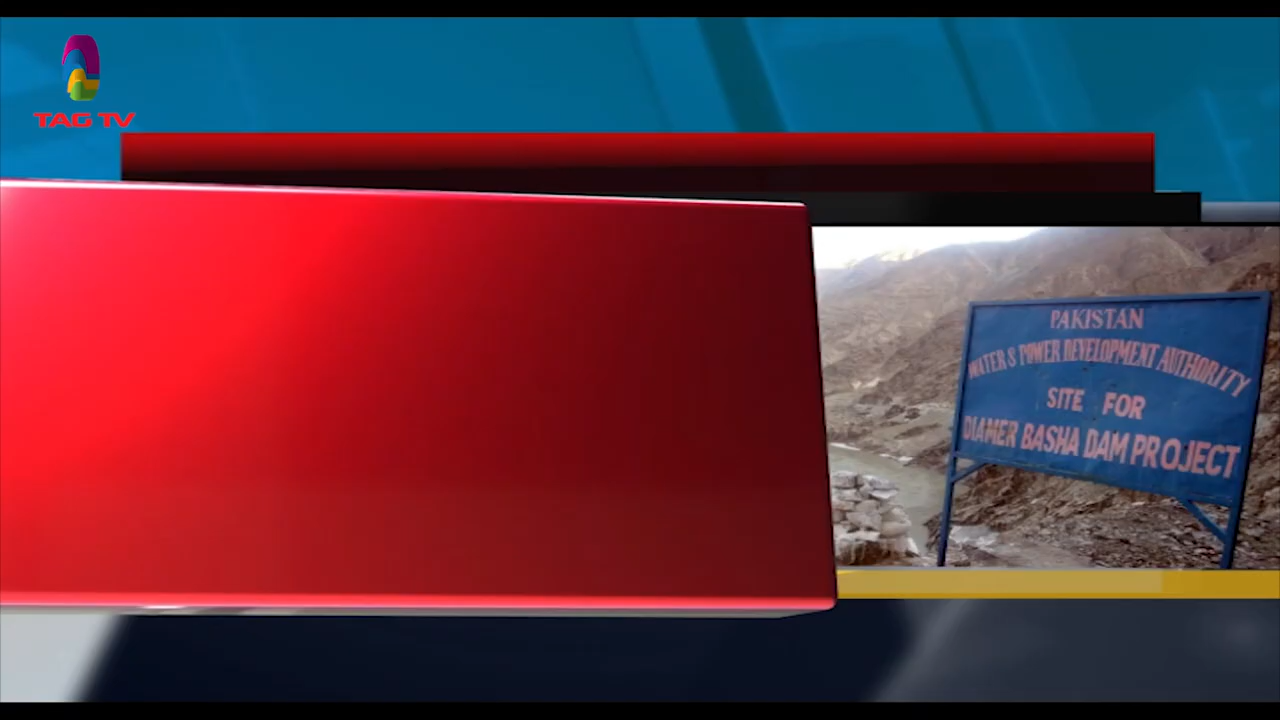 TAG TV
PAKISTAN
WATER & POWER DEVELOPMENT AUTHORITY
SITE FOR
DIAMER BASHA DAM PROJECT